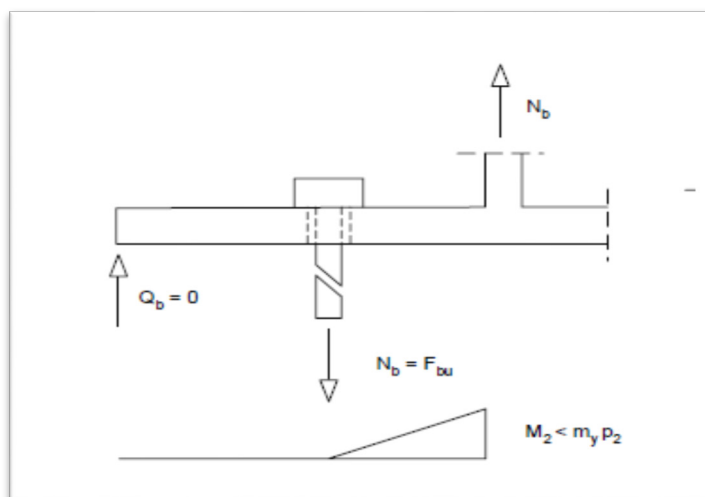 N_b
Q_b = 0
N_b = F_bu
M_2 < m_y p_2